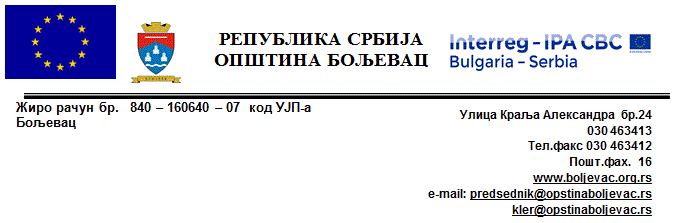 РЕПУБЛИКА СРБИЈА
ОПШТИНА БОЉЕВАЦ
Interreg - IPA CBC
Bulgaria - Serbia
Жиро рачун бр. 840 – 160640 – 07 код УЈП-а
Бољевац
Улица Краља Александра бр.24
030 463413
Тел.факс 030 463412
Пошт.фах. 16
www.boljevac.org.rs
e-mail: predsednik@opstinaboljevac.rs
kler@opstinaboljevac.rs